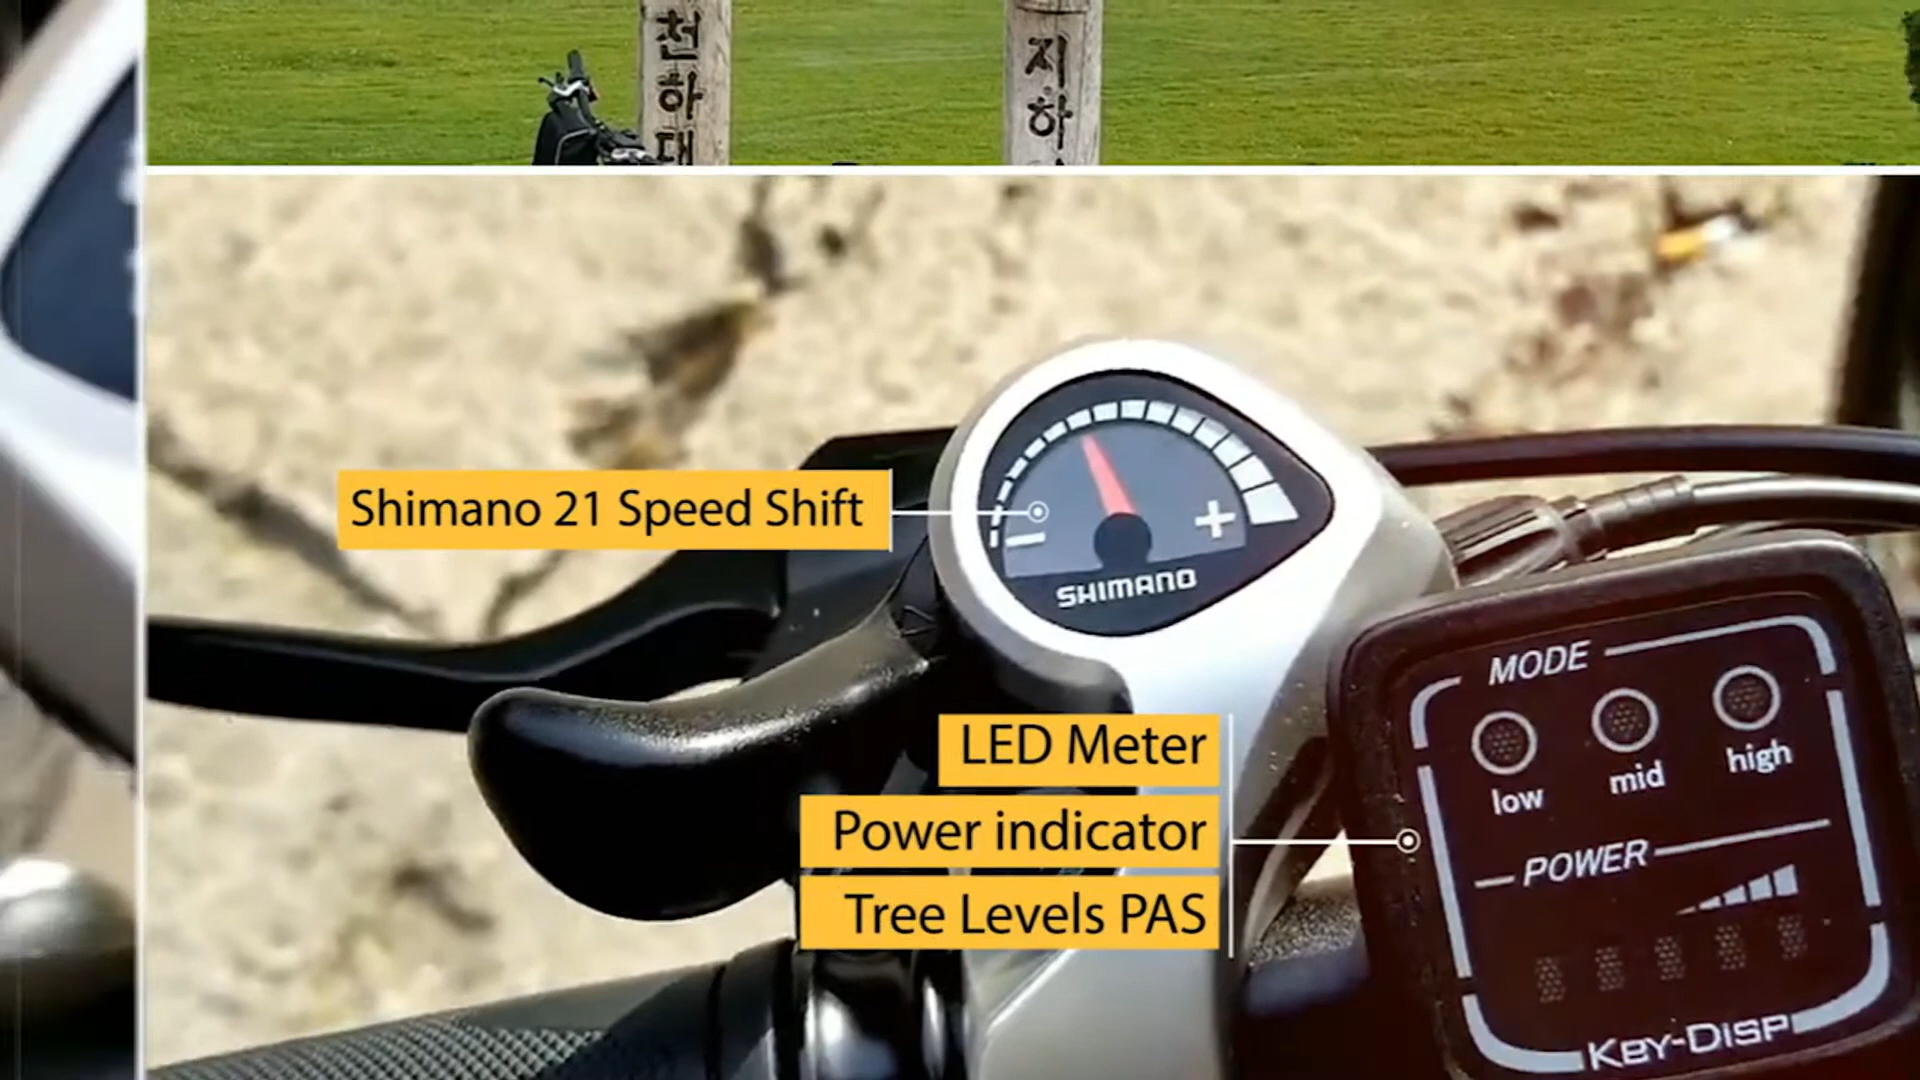 천하대
지하
Shimano 21 Speed Shift
SHIMANO
MODE
low mid high
LED Meter
Power indicator
Tree Levels PAS
POWER
KEY-DISP